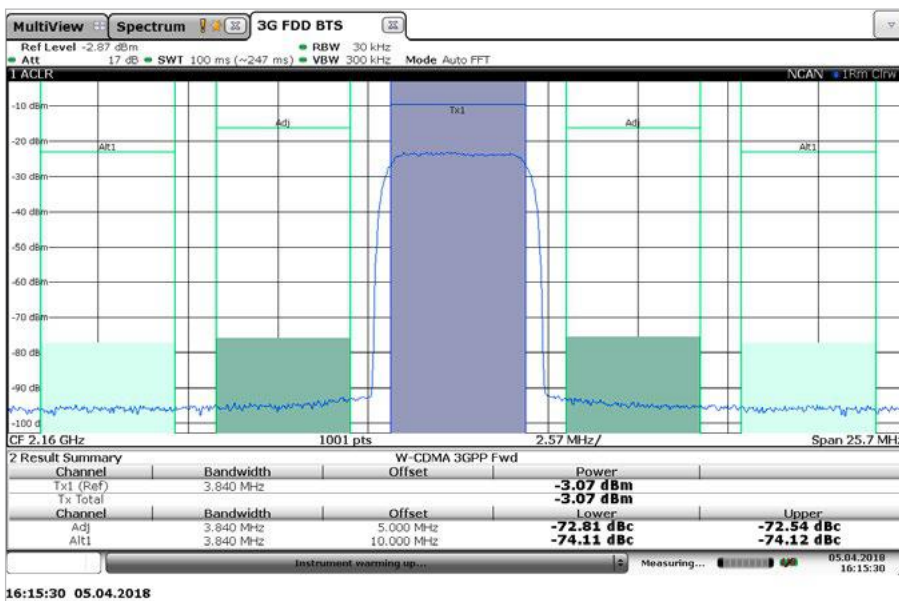 MultiView Spectrum 3G FDD BTS
Ref Level -2.87 dBm RBW 30 kHz
Att 17 dB SWT 100 ms (~247 ms) VBW 300 kHz Mode Auto FFT
1 ACLR NCAN 1Rm Clrw
-10 dBm
Tx1
Adj Adj
-20 dBm
Alt1 Alt1
-30 dBm
-40 dBm
-50 dBm
-60 dBm
-70 dBm
-80 dB
-90 dB
-100 d
CF 2.16 GHz 1001 pts 2.57 MHz/ Span 25.7 MHz
2 Result Summary W-CDMA 3GPP Fwd
Channel Bandwidth Offset Power
Tx1 (Ref) 3.840 MHz -3.07 dBm
Tx Total -3.07 dBm
Channel Bandwidth Offset Lower Upper
Adj 3.840 MHz 5.000 MHz -72.81 dBc -72.54 dBc
Alt1 3.840 MHz 10.000 MHz -74.11 dBc -74.12 dBc
Instrument warming up... Measuring... 05.04.2018
16:15:30
16:15:30 05.04.2018